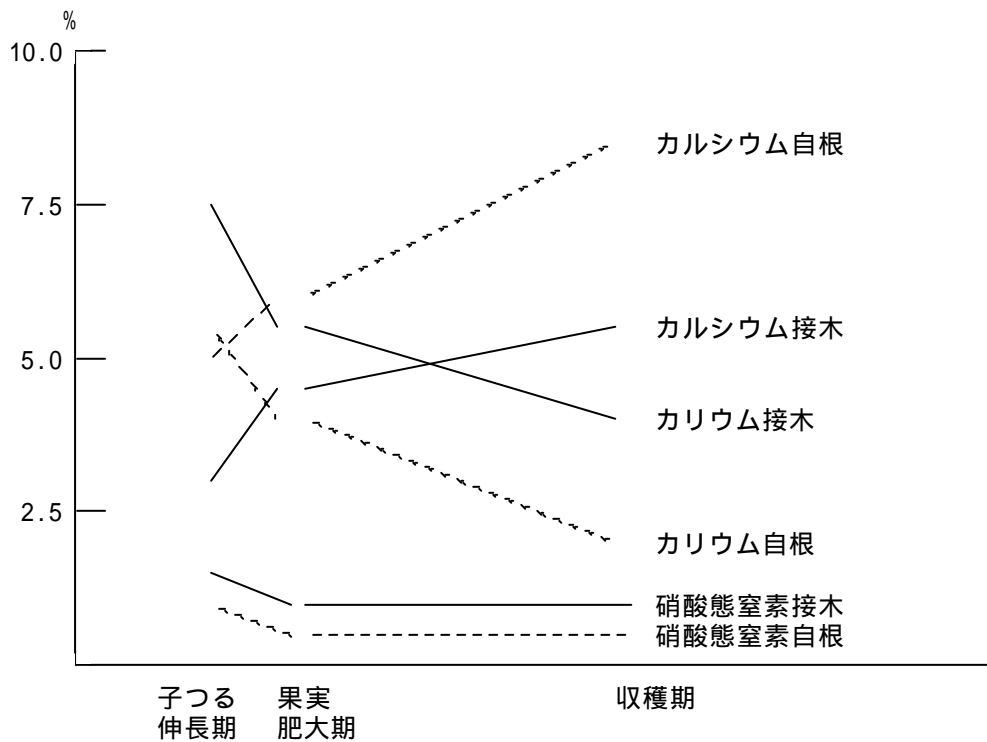 %
10.0
7.5
5.0
2.5
カルシウム自根
カルシウム接木
カリウム接木
カリウム自根
硝酸態窒素接木
硝酸態窒素自根
子つる
伸長期
果実
肥大期
収穫期